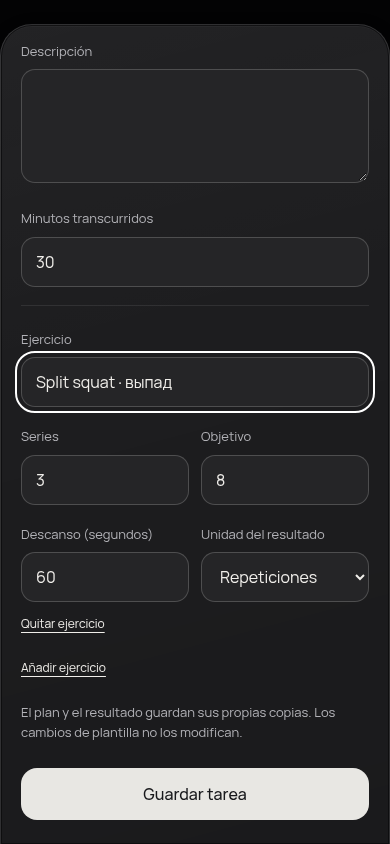 Descripción
Minutos transcurridos
30
Ejercicio
Split squat · выпад
Series
Objetivo
3
8
Descanso (segundos)
Unidad del resultado
60
Repeticiones
Quitar ejercicio
Añadir ejercicio
El plan y el resultado guardan sus propias copias. Los
cambios de plantilla no los modifican.
Guardar tarea